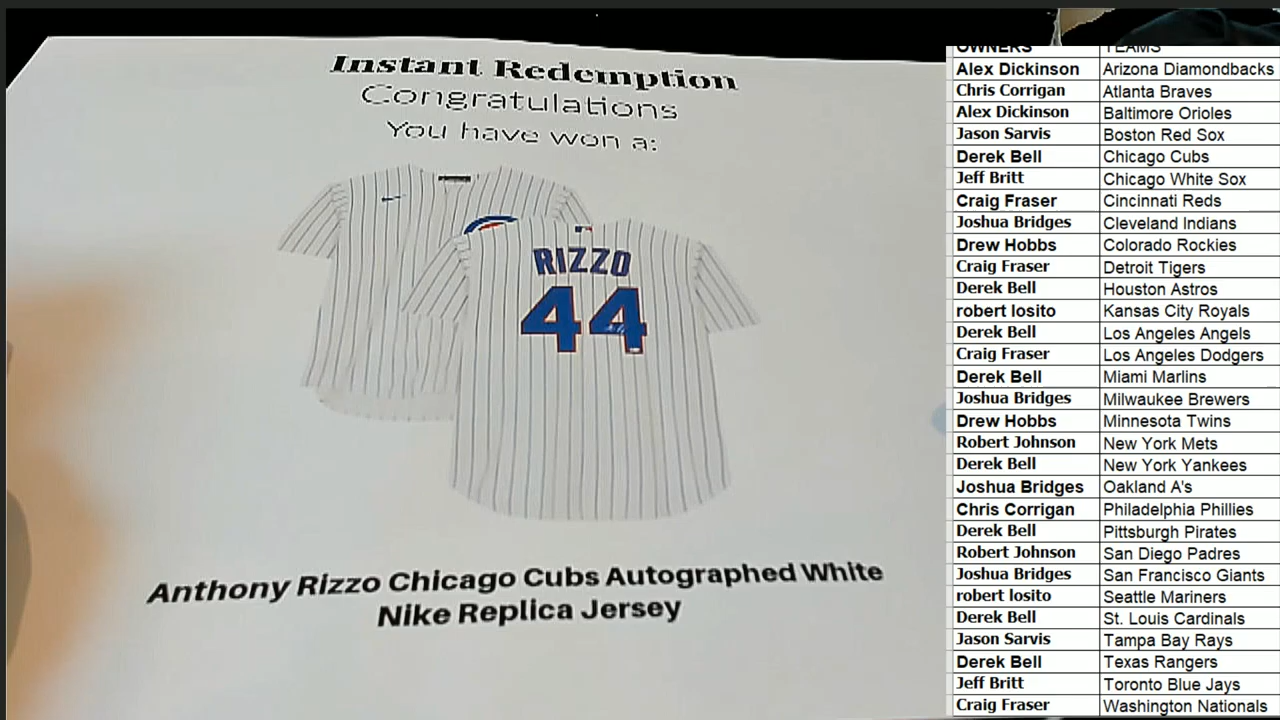 Instant Redemption
Congratulations
You have won a:
RIZZO
44
Anthony Rizzo Chicago Cubs Autographed White
Nike Replica Jersey
OWNERS TEAMS
Alex Dickinson Arizona Diamondbacks
Chris Corrigan Atlanta Braves
Alex Dickinson Baltimore Orioles
Jason Sarvis Boston Red Sox
Derek Bell Chicago Cubs
Jeff Britt Chicago White Sox
Craig Fraser Cincinnati Reds
Joshua Bridges Cleveland Indians
Drew Hobbs Colorado Rockies
Craig Fraser Detroit Tigers
Derek Bell Houston Astros
robert losito Kansas City Royals
Derek Bell Los Angeles Angels
Craig Fraser Los Angeles Dodgers
Derek Bell Miami Marlins
Joshua Bridges Milwaukee Brewers
Drew Hobbs Minnesota Twins
Robert Johnson New York Mets
Derek Bell New York Yankees
Joshua Bridges Oakland A's
Chris Corrigan Philadelphia Phillies
Derek Bell Pittsburgh Pirates
Robert Johnson San Diego Padres
Joshua Bridges San Francisco Giants
robert losito Seattle Mariners
Derek Bell St. Louis Cardinals
Jason Sarvis Tampa Bay Rays
Derek Bell Texas Rangers
Jeff Britt Toronto Blue Jays
Craig Fraser Washington Nationals